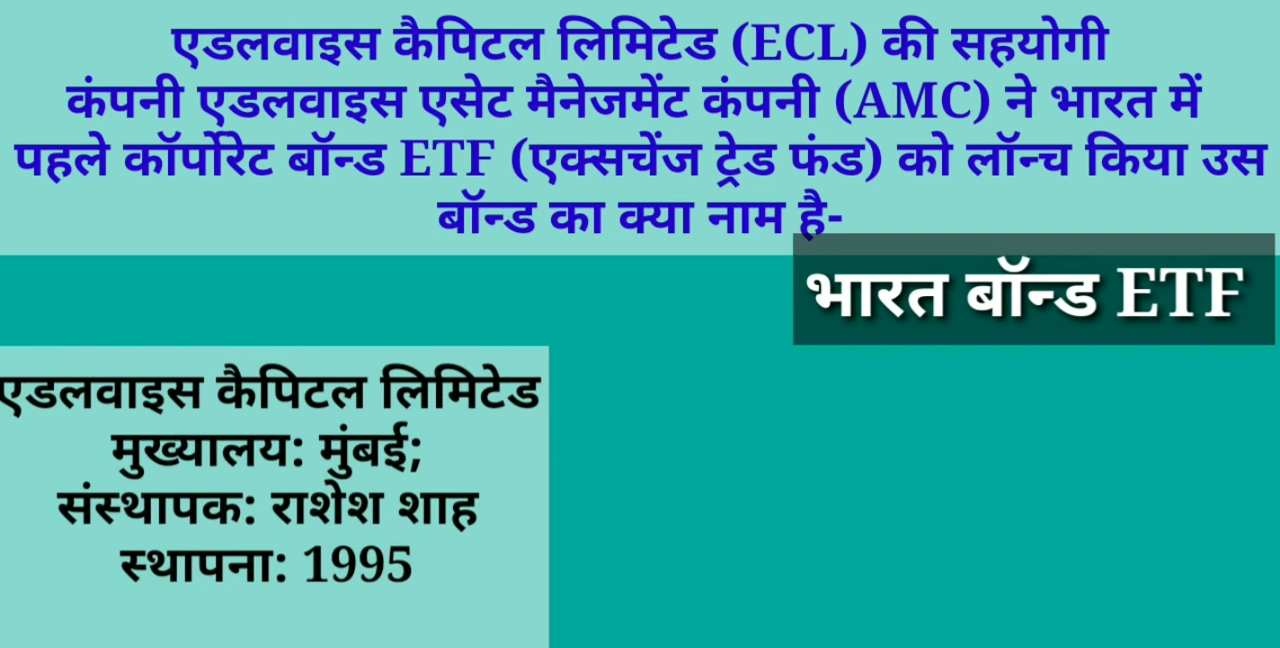 एडलवाइस कैपिटल लिमिटेड (ECL) की सहयोगी
कंपनी एडलवाइस एसेट मैनेजमेंट कंपनी (AMC) ने भारत में
पहले कॉर्पोरेट बॉन्ड ETF (एक्सचेंज ट्रेड फंड) को लॉन्च किया उस
बॉन्ड का क्या नाम है-
भारत बॉन्ड ETF
एडलवाइस कैपिटल लिमिटेड
मुख्यालय: मुंबई;
संस्थापक: राशेश शाह
स्थापना: 1995